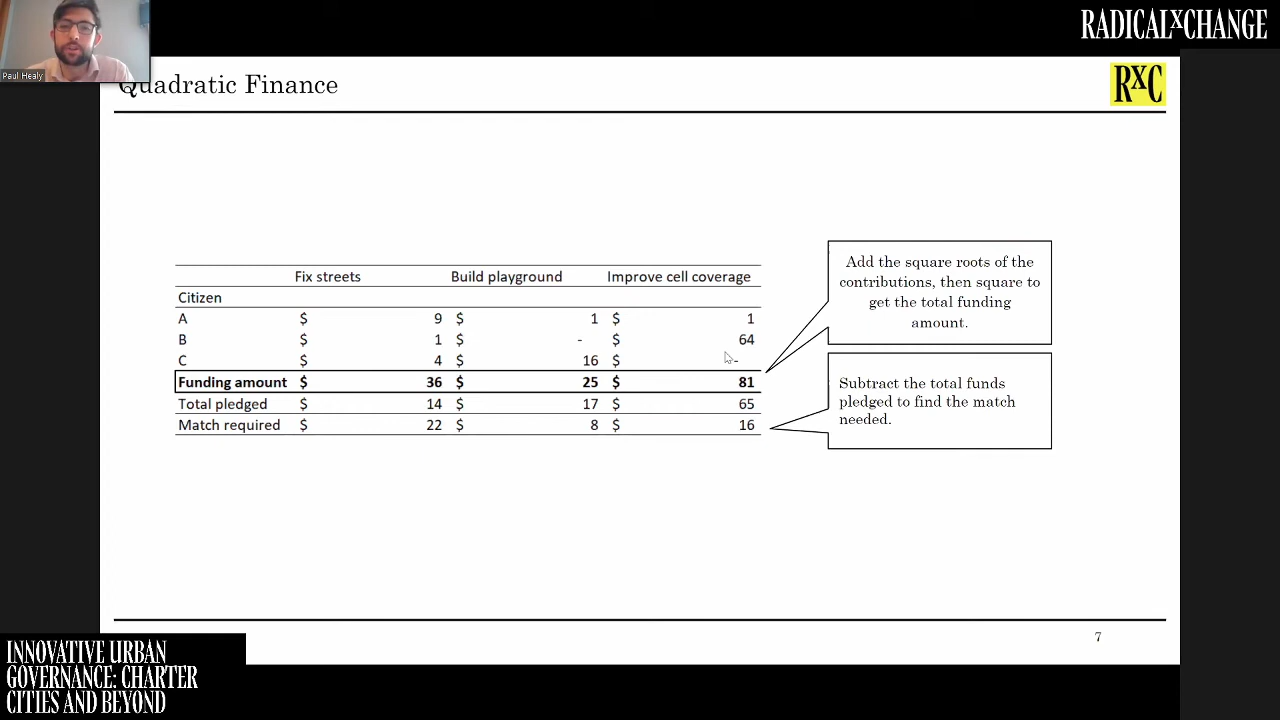 RADICALXCHANGE
Paul Healy
Quadratic Finance
RXC
Fix streets Build playground Improve cell coverage
Citizen
A $ 9 $ 1 $ 1
B $ 1 $ - $ 64
C $ 4 $ 16 $ -
Funding amount $ 36 $ 25 $ 81
Total pledged $ 14 $ 17 $ 65
Match required $ 22 $ 8 $ 16
Add the square roots of the
contributions, then square to
get the total funding
amount.
Subtract the total funds
pledged to find the match
needed.
7
INNOVATIVE URBAN
GOVERNANCE: CHARTER
CITIES AND BEYOND